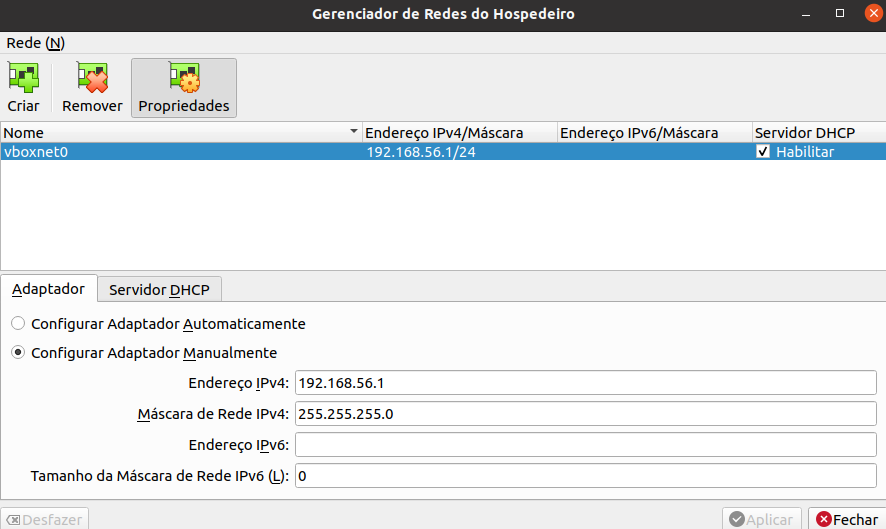 Gerenciador de Redes do Hospedeiro
Rede (N)
Criar Remover Propriedades
Nome Endereço IPv4/Máscara Endereço IPv6/Máscara Servidor DHCP
vboxnet0 192.168.56.1/24 Habilitar
Adaptador Servidor DHCP
Configurar Adaptador Automaticamente
Configurar Adaptador Manualmente
Endereço IPv4: 192.168.56.1
Máscara de Rede IPv4: 255.255.255.0
Endereço IPv6:
Tamanho da Máscara de Rede IPv6 (L): 0
Desfazer Aplicar Fechar